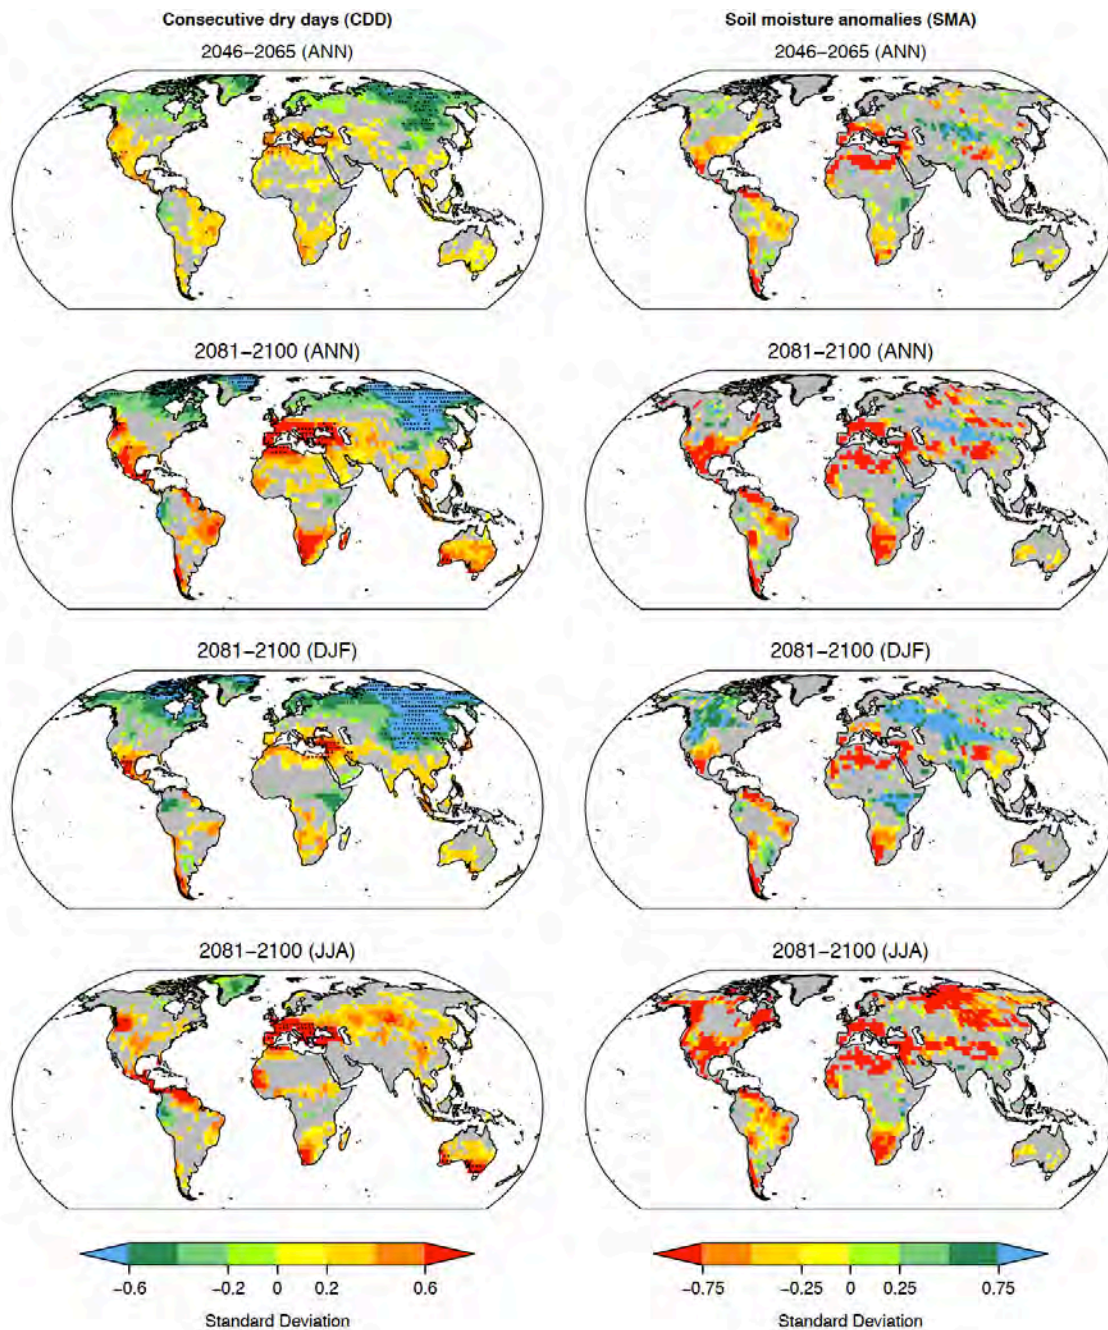 Consecutive dry days (CDD)
Soil moisture anomalies (SMA)
2046–2065 (ANN)
2046–2065 (ANN)
2081–2100 (ANN)
2081–2100 (ANN)
2081–2100 (DJF)
2081–2100 (DJF)
2081–2100 (JJA)
2081–2100 (JJA)
−0.6 −0.2 0 0.2 0.6
−0.75 −0.25 0 0.25 0.75
Standard Deviation
Standard Deviation